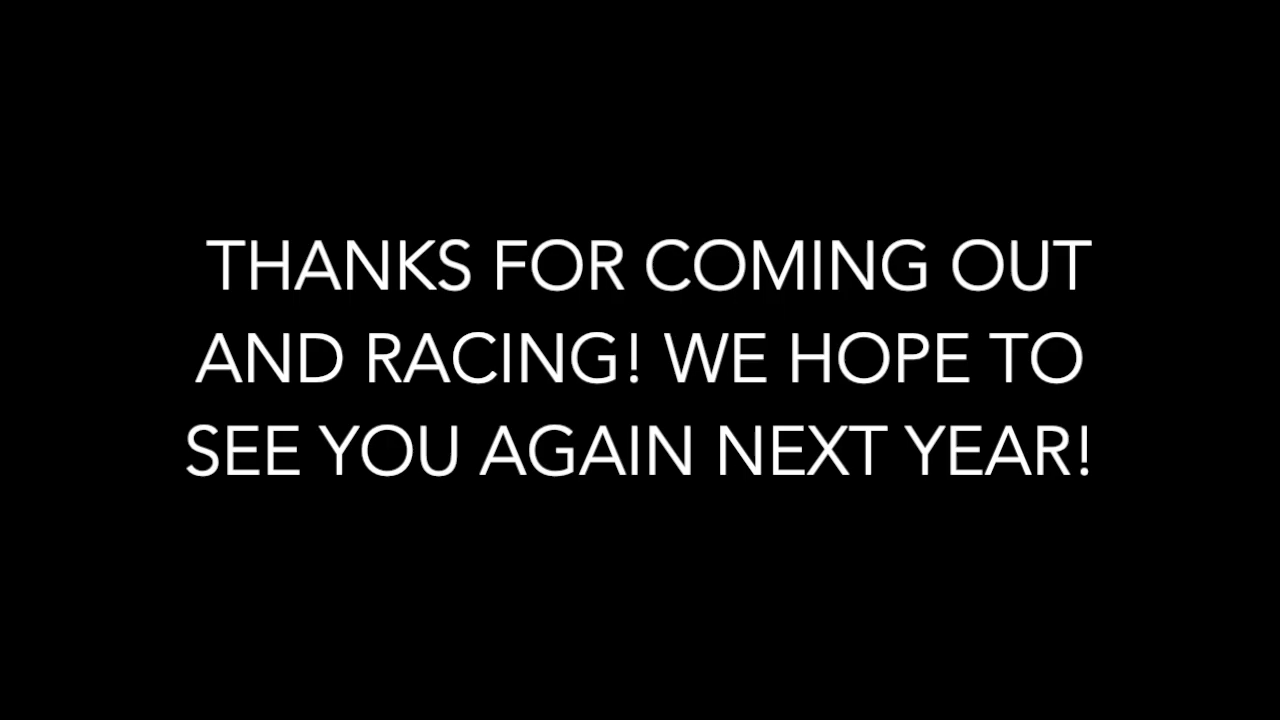 THANKS FOR COMING OUT
AND RACING! WE HOPE TO
SEE YOU AGAIN NEXT YEAR!